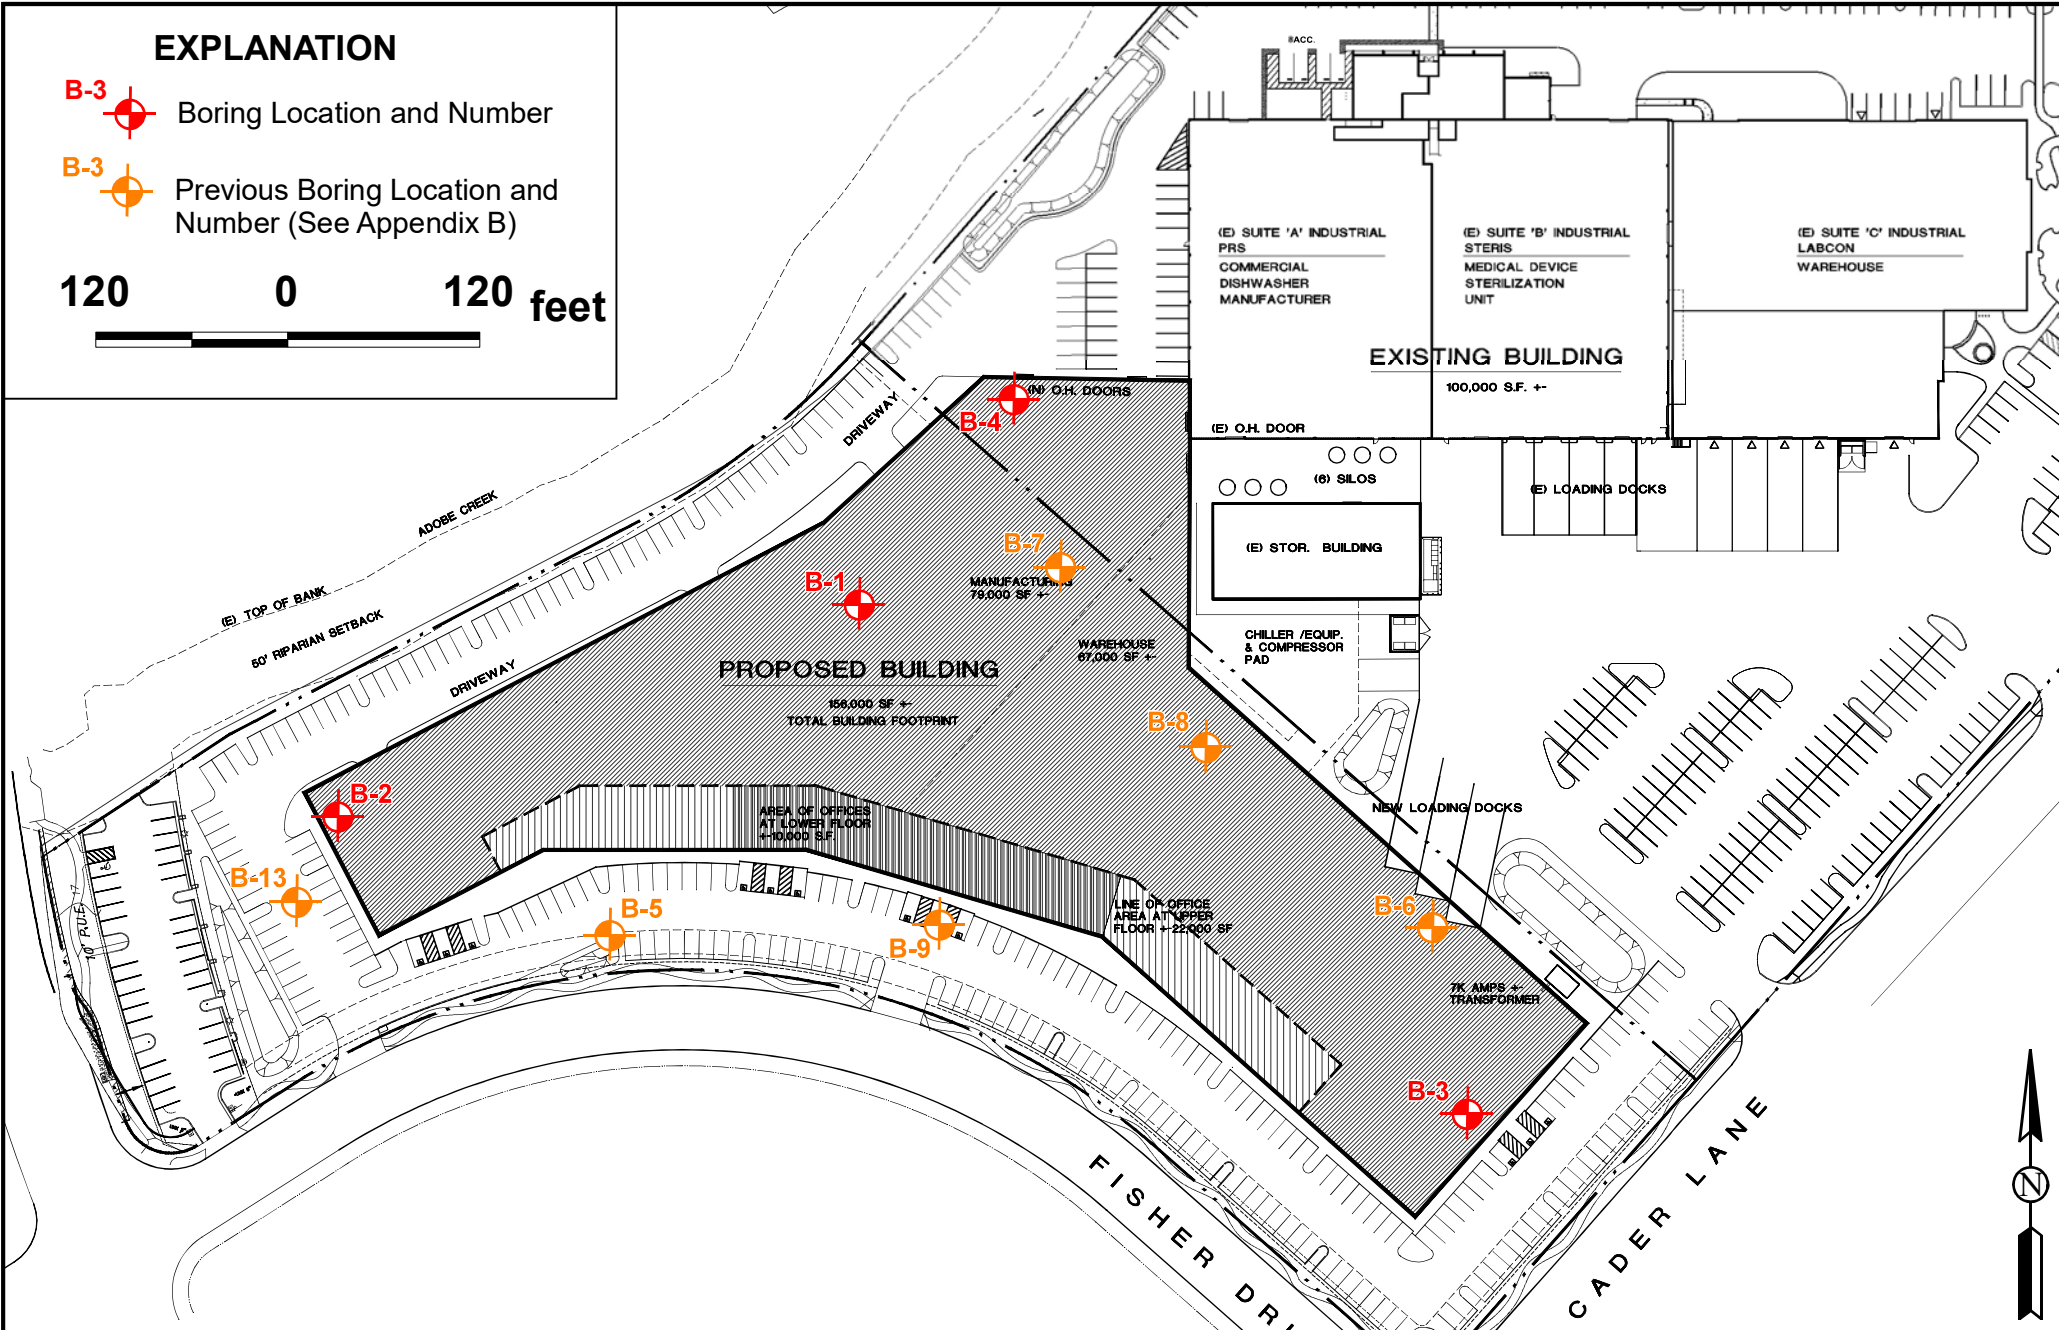 EXPLANATION
B-3
Boring Location and Number
B-3
Previous Boring Location and
Number (See Appendix B)
120 0 120 feet
8ACC.
(E) SUITE 'A' INDUSTRIAL
PRS
COMMERCIAL
DISHWASHER
MANUFACTURER
(E) SUITE 'B' INDUSTRIAL
STERIS
MEDICAL DEVICE
STERILIZATION
UNIT
(E) SUITE 'C' INDUSTRIAL
LABCON
WAREHOUSE
EXISTING BUILDING
100,000 S.F. +-
(E) O.H. DOOR
(N) O.H. DOORS
B-4
DRIVEWAY
(6) SILOS
(E) LOADING DOCKS
(E) STOR. BUILDING
ADOBE CREEK
(E) TOP OF BANK
50' RIPARIAN SETBACK
DRIVEWAY
B-7
B-1
MANUFACTURING
79,000 SF +-
WAREHOUSE
67,000 SF +-
CHILLER /EQUIP.
& COMPRESSOR
PAD
PROPOSED BUILDING
156,000 SF +-
TOTAL BUILDING FOOTPRINT
B-8
B-2
AREA OF OFFICES
AT LOWER FLOOR
+-10,000 S.F.
NEW LOADING DOCKS
B-13
B-5
B-9
LINE OF OFFICE
AREA AT UPPER
FLOOR +-22,000 SF
B-6
7K AMPS +-
TRANSFORMER
10' P.U.E.
B-3
FISHER DRI
CADER LANE
N